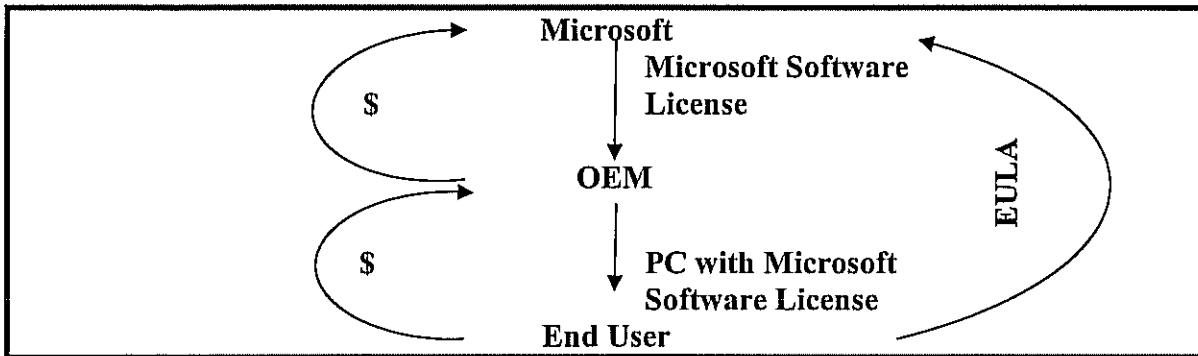 Microsoft
Microsoft Software
License
$
OEM
EULA
$
PC with Microsoft
Software License
End User